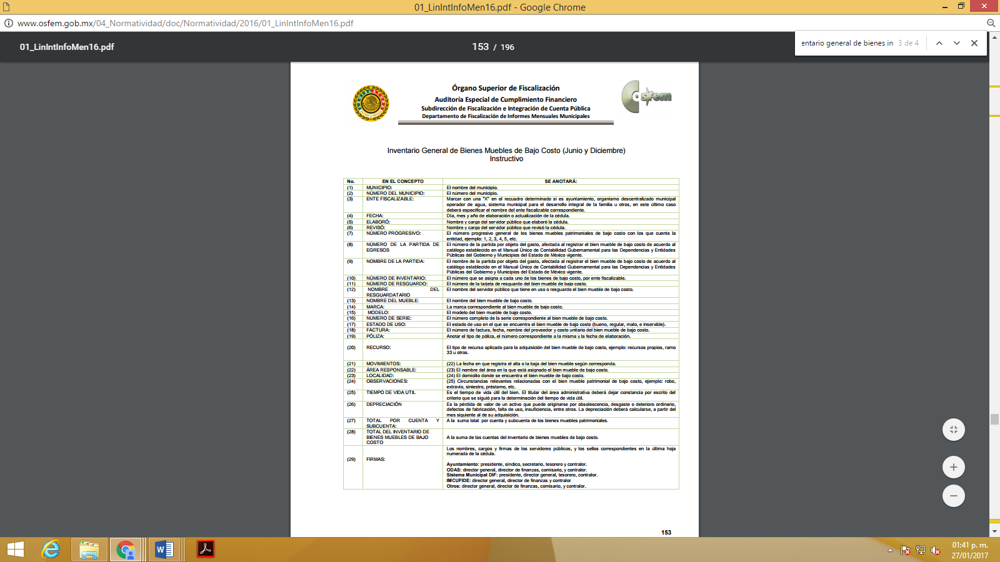 01_LinIntInfoMen16.pdf - Google Chrome
www.osfem.gob.mx/04_Normatividad/doc/Normatividad/2016/01_LinIntInfoMen16.pdf
01_LinIntInfoMen16.pdf
153 / 196
entario general de bienes in 3 de 4
Órgano Superior de Fiscalización
Auditoría Especial de Cumplimiento Financiero
Subdirección de Fiscalización e Integración de Cuenta Pública
Departamento de Fiscalización de Informes Mensuales Municipales
osfem
Inventario General de Bienes Muebles de Bajo Costo (Junio y Diciembre)
Instructivo
No. EN EL CONCEPTO SE ANOTARÁ:
(1) MUNICIPIO: El nombre del municipio.
(2) NÚMERO DEL MUNICIPIO: El número del municipio.
(3) ENTE FISCALIZABLE: Marcar con una "X" en el recuadro determinado si es ayuntamiento, organismo descentralizado municipal
operador de agua, sistema municipal para el desarrollo integral de la familia u otros, en este último caso
deberá especificar el nombre del ente fiscalizable correspondiente.
(4) FECHA: Día, mes y año de elaboración o actualización de la cédula.
(5) ELABORÓ: Nombre y cargo del servidor público que elaboró la cédula.
(6) REVISÓ: Nombre y cargo del servidor público que revisó la cédula.
(7) NÚMERO PROGRESIVO: El número progresivo general de los bienes muebles patrimoniales de bajo costo con los que cuenta la
entidad, ejemplo: 1, 2, 3, 4, 5, etc.
(8) NÚMERO DE LA PARTIDA DE El número de la partida por objeto del gasto, afectada al registrar el bien mueble de bajo costo de acuerdo al
EGRESOS catálogo establecido en el Manual Único de Contabilidad Gubernamental para las Dependencias y Entidades
Públicas del Gobierno y Municipios del Estado de México vigente.
(9) NOMBRE DE LA PARTIDA: El nombre de la partida por objeto del gasto, afectada al registrar el bien mueble de bajo costo de acuerdo al
catálogo establecido en el Manual Único de Contabilidad Gubernamental para las Dependencias y Entidades
Públicas del Gobierno y Municipios del Estado de México vigente.
(10) NÚMERO DE INVENTARIO: El número que se asigna a cada uno de los bienes de bajo costo, por ente fiscalizable.
(11) NÚMERO DE RESGUARDO: El número de la tarjeta de resguardo del bien mueble de bajo costo.
(12) NOMBRE DEL El nombre del servidor público que tiene en uso o resguardo el bien mueble de bajo costo.
RESGUARDATARIO
(13) NOMBRE DEL MUEBLE: El nombre del bien mueble de bajo costo.
(14) MARCA: La marca correspondiente al bien mueble de bajo costo.
(15) MODELO: El modelo del bien mueble de bajo costo.
(16) NUMERO DE SERIE: El número completo de la serie correspondiente al bien mueble de bajo costo.
(17) ESTADO DE USO: El estado de uso en el que se encuentra el bien mueble de bajo costo (bueno, regular, malo, e inservible).
(18) FACTURA: El número de factura, fecha, nombre del proveedor y costo unitario del bien mueble de bajo costo.
(19) PÓLIZA: Anotar el tipo de póliza, el número correspondiente a la misma y la fecha de elaboración.
(20) RECURSO: El tipo de recurso aplicado para la adquisición del bien mueble de bajo costo, ejemplo: recursos propios, ramo
33 u otros.
(21) MOVIMIENTOS: (22) La fecha en que registra el alta o la baja del bien mueble según corresponda.
(22) ÁREA RESPONSABLE: (23) El nombre del área en la que está asignado el bien mueble de bajo costo.
(23) LOCALIDAD: (24) El domicilio donde se encuentra el bien mueble de bajo costo.
(24) OBSERVACIONES: (25) Circunstancias relevantes relacionadas con el bien mueble patrimonial de bajo costo, ejemplo: robo,
extravío, siniestro, préstamo, etc.
(25) TIEMPO DE VIDA UTIL Es el tiempo de vida útil del bien. El titular del área administrativa deberá dejar constancia por escrito del
criterio que se siguió para la determinación del tiempo de vida útil.
(26) DEPRECIACIÓN Es la pérdida de valor de un activo que puede originarse por obsolescencia, desgaste o deterioro ordinario,
defectos de fabricación, falta de uso, insuficiencia, entre otros. La depreciación deberá calcularse, a partir del
mes siguiente al de su adquisición.
(27) TOTAL POR CUENTA Y A la suma total por cuenta y subcuenta de los bienes muebles patrimoniales.
SUBCUENTA:
(28) TOTAL DEL INVENTARIO DE
BIENES MUEBLES DE BAJO A la suma de las cuentas del inventario de bienes muebles de bajo costo.
COSTO
Los nombres, cargos y firmas de los servidores públicos, y los sellos correspondientes en la última hoja
numerada de la cédula.
(29) FIRMAS:
Ayuntamiento: presidente, síndico, secretario, tesorero y contralor.
ODAS: director general, director de finanzas, comisario, y contralor.
Sistema Municipal DIF: presidente, director general, tesorero, contralor.
IMCUFIDE: director general, director de finanzas y contralor
Otros: director general, director de finanzas, comisario, y contralor.
153
01:41 p. m.
27/01/2017